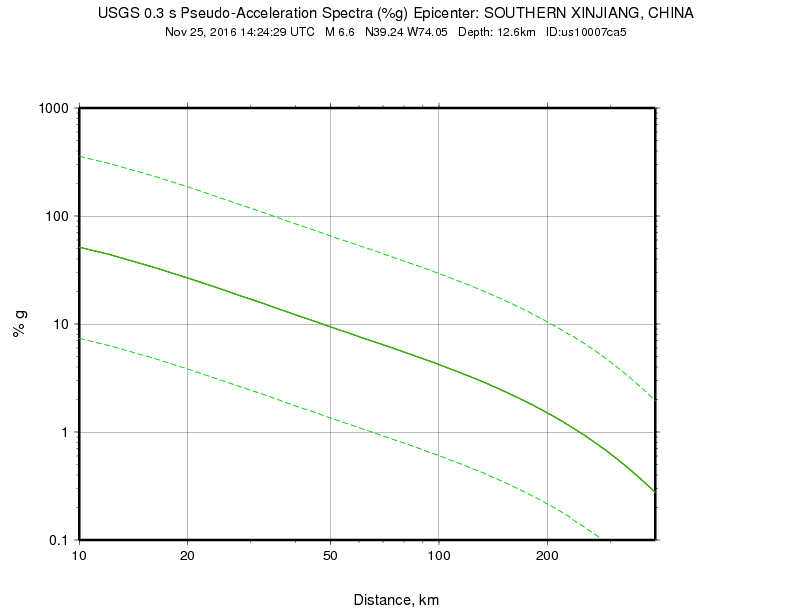 USGS 0.3 s Pseudo-Acceleration Spectra (%g) Epicenter: SOUTHERN XINJIANG, CHINA
Nov 25, 2016 14:24:29 UTC M 6.6 N39.24 W74.05 Depth: 12.6km ID:us10007ca5
1000
100
10
1
0.1
% g
10 20 50 100 200
Distance, km